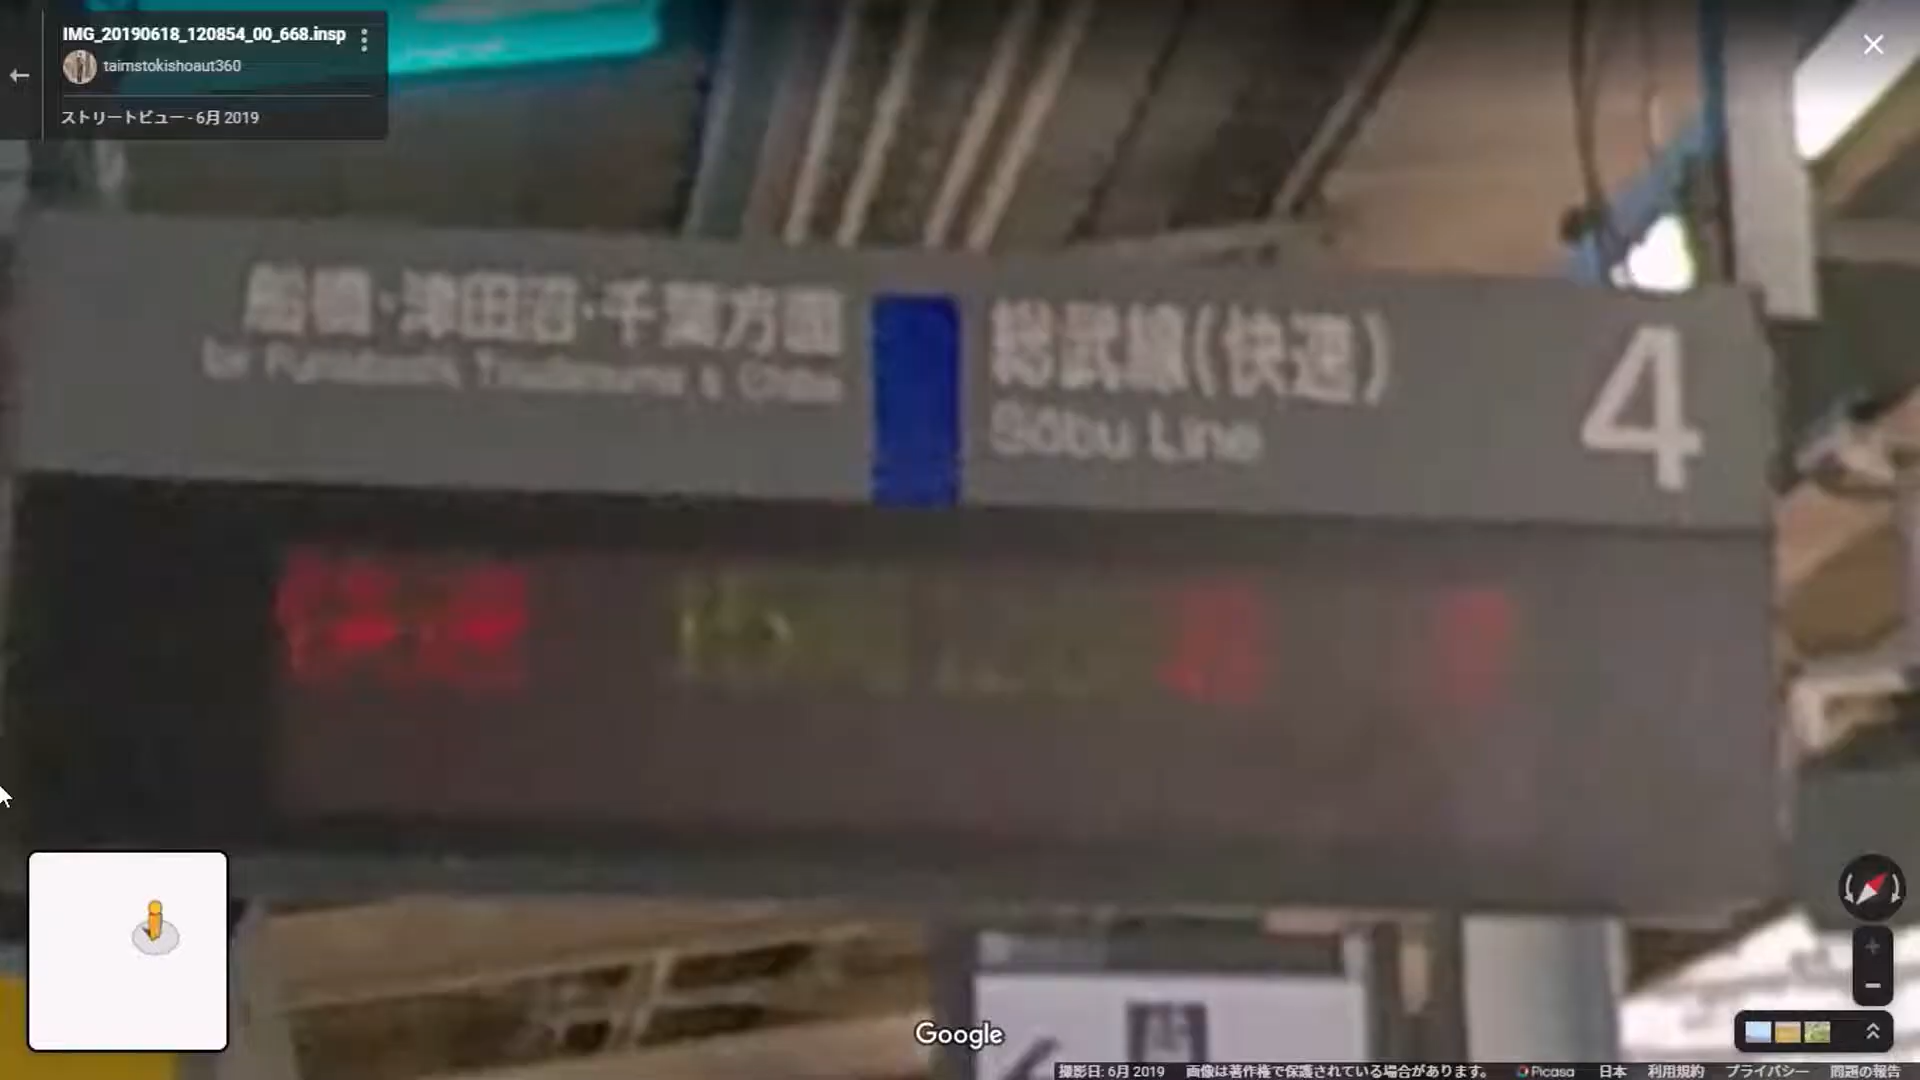 IMG_20190618_120854_00_668.insp
taimstokishoaut360
ストリートビュー - 6月 2019
船橋・津田沼・千葉方面
for Funabashi, Tsudanuma & Chiba
総武線(快速)
Sōbu Line
4
Google
撮影日: 6月 2019 画像は著作権で保護されている場合があります。 Picasa 日本 利用規約 プライバシー 問題の報告